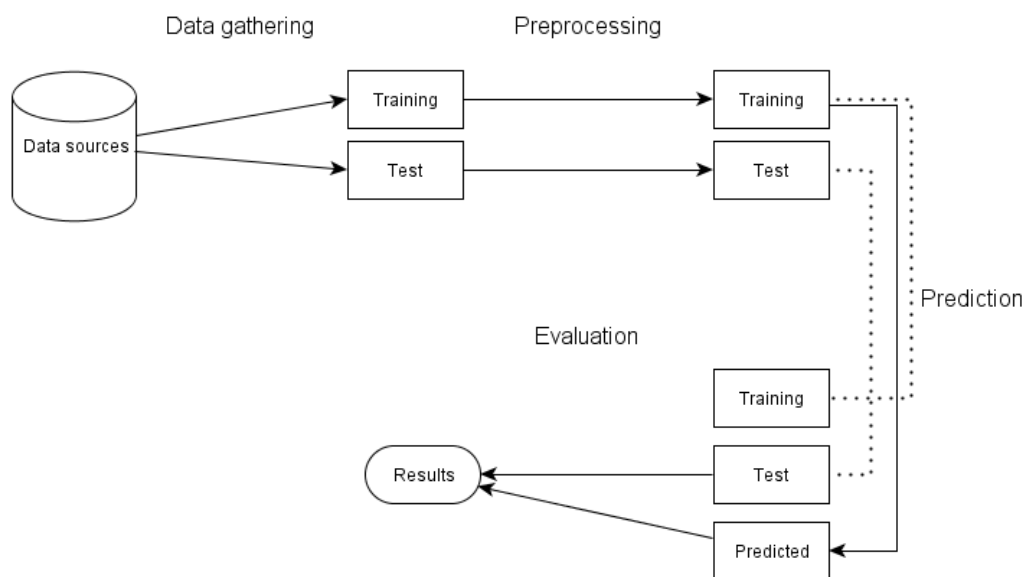 Data gathering
Preprocessing
Data sources
Training
Training
Test
Test
Prediction
Evaluation
Training
Results
Test
Predicted